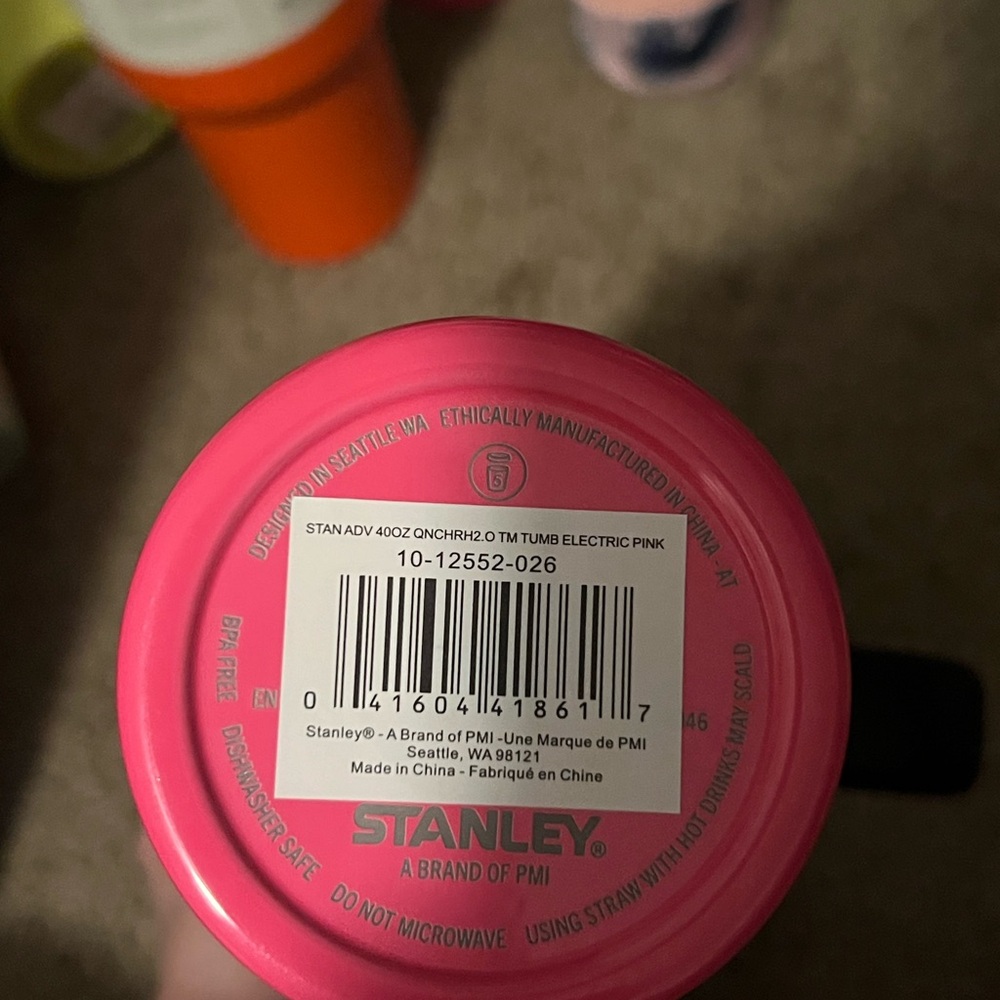 DESIGNED IN SEATTLE WA ETHICALLY MANUFACTURED IN CHINA - AT
5
STAN ADV 40OZ QNCHRH2.O TM TUMB ELECTRIC PINK
10-12552-026
0 41604 41861 7
Stanley® - A Brand of PMI -Une Marque de PMI
Seattle, WA 98121
Made in China - Fabriqué en Chine
EN
46
STANLEY®
A BRAND OF PMI
BPA FREE DISHWASHER SAFE DO NOT MICROWAVE USING STRAW WITH HOT DRINKS MAY SCALD